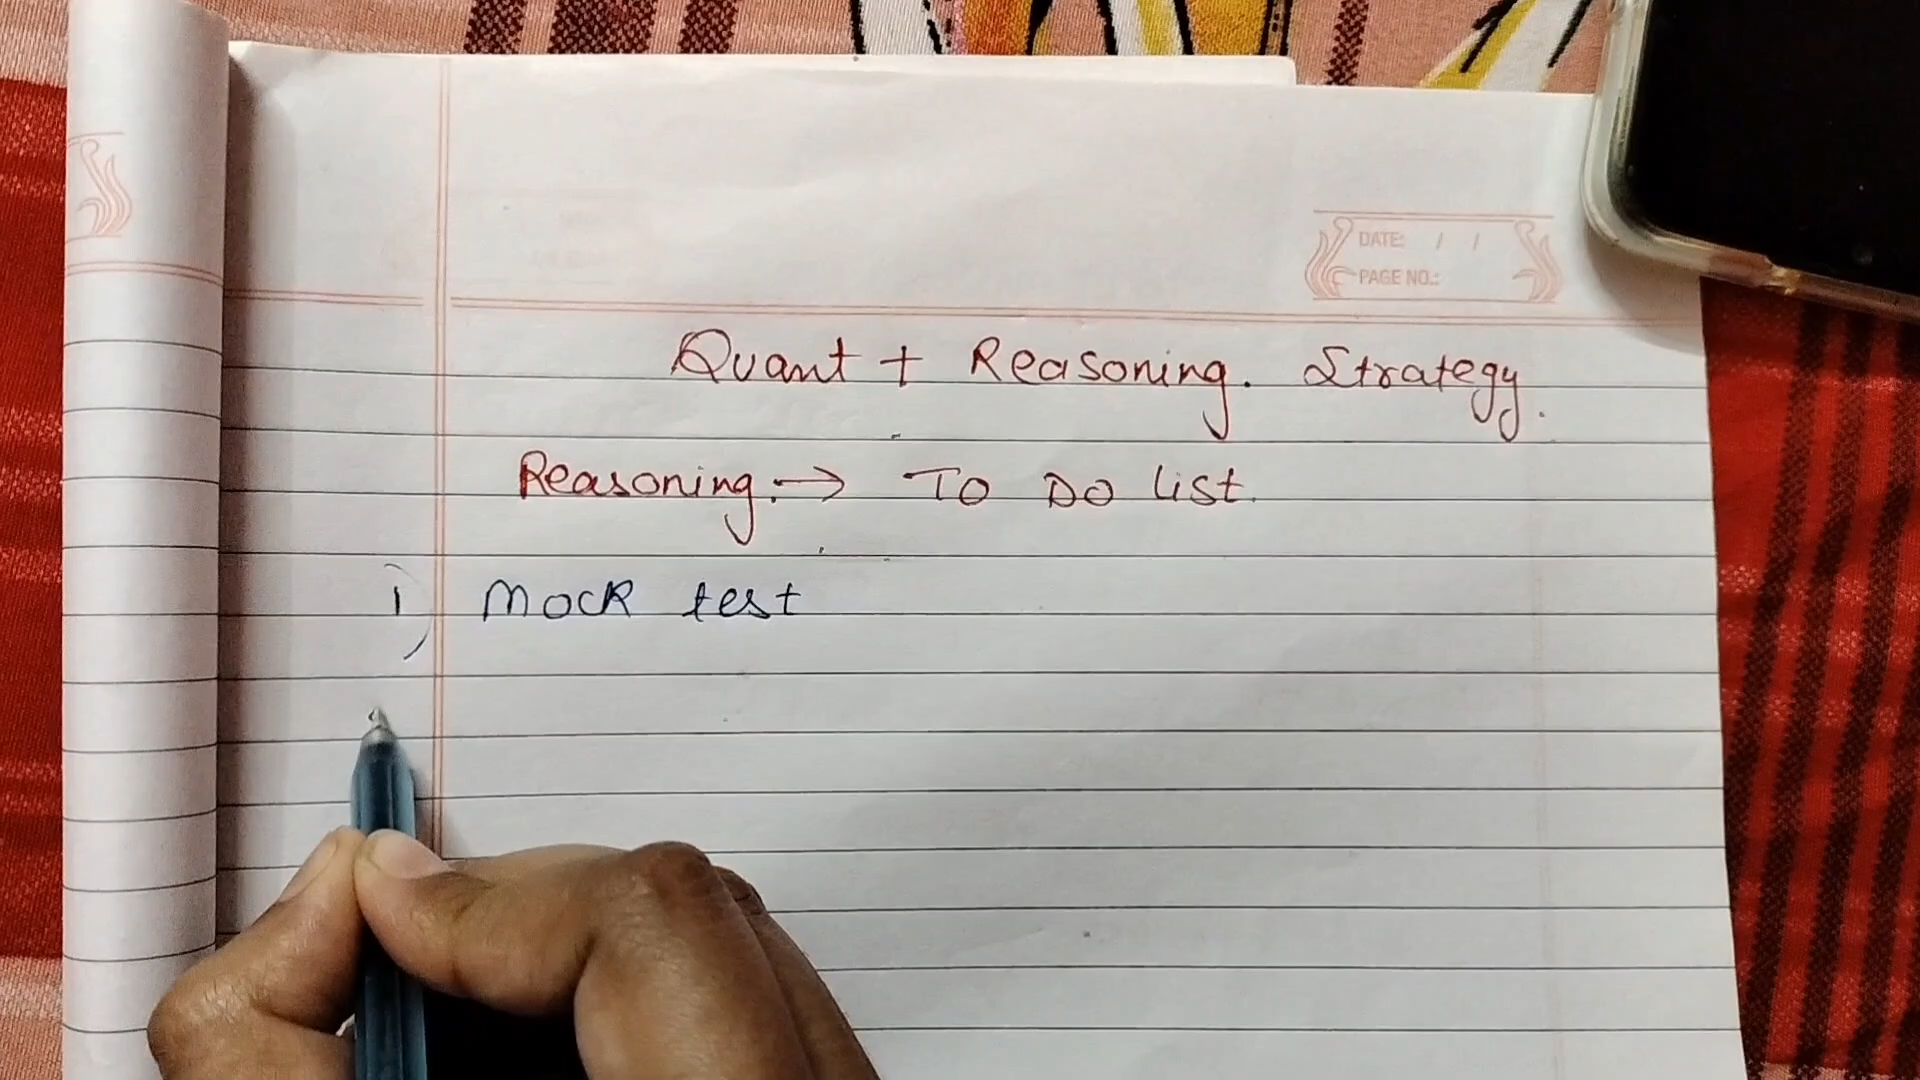 DATE: / /
PAGE NO.:
Quant + Reasoning. Strategy.
Reasoning. → To Do list.
1) Mock test